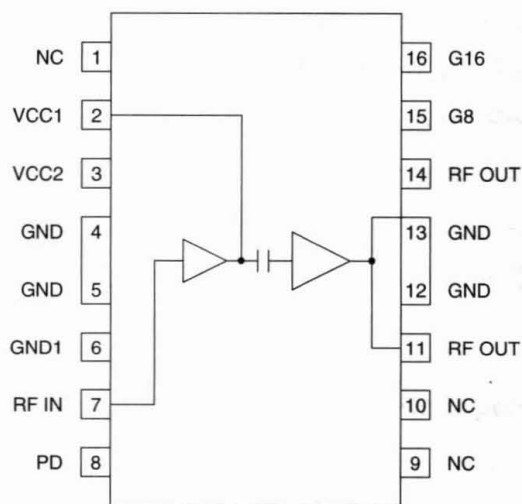 NC 1 16 G16
VCC1 2 15 G8
VCC2 3 14 RF OUT
GND 4 13 GND
GND 5 12 GND
GND1 6 11 RF OUT
RF IN 7 10 NC
PD 8 9 NC